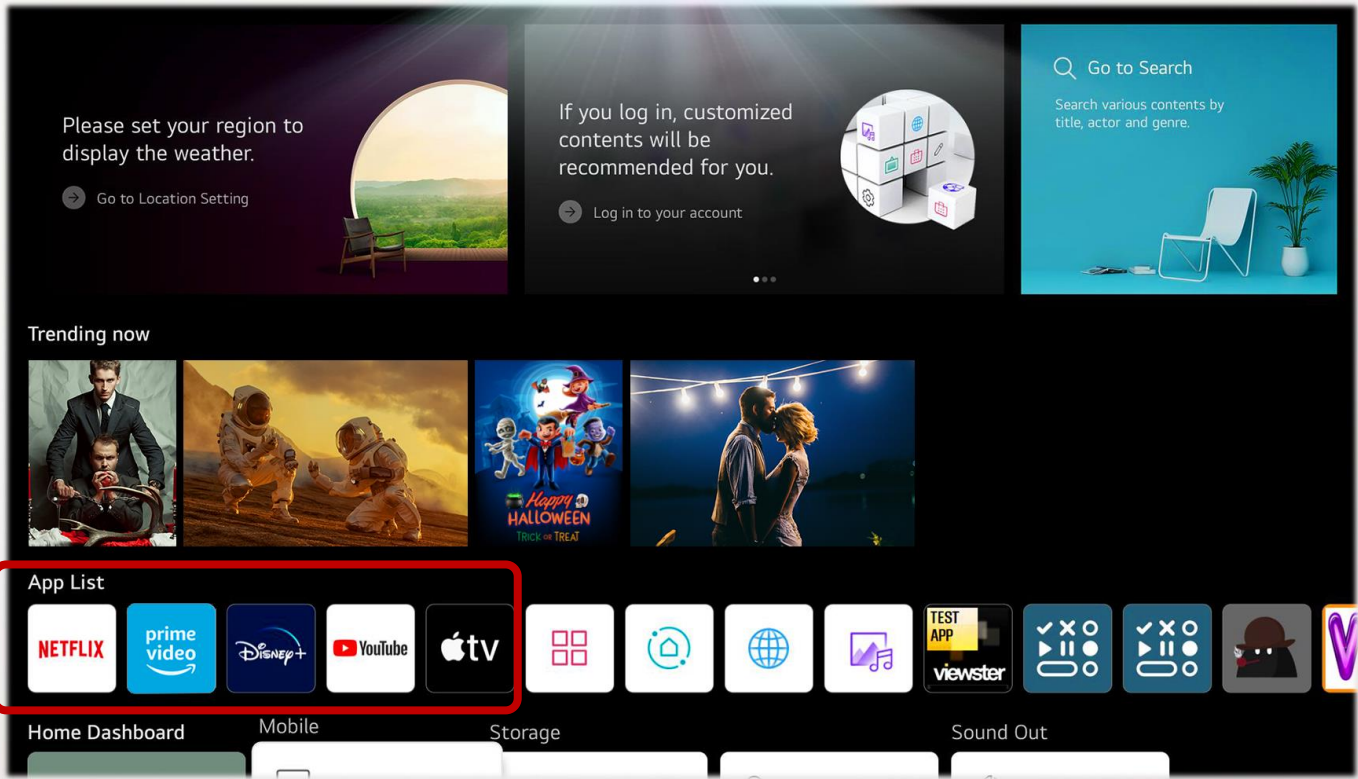 Please set your region to
display the weather.
Go to Location Setting
If you log in, customized
contents will be
recommended for you.
Log in to your account
Go to Search
Search various contents by
title, actor and genre.
Trending now
Happy
HALLOWEEN
TRICK OR TREAT
App List
NETFLIX
prime
video
Disney+
YouTube
tv
TEST
APP
viewster
Home Dashboard
Mobile
Storage
Sound Out